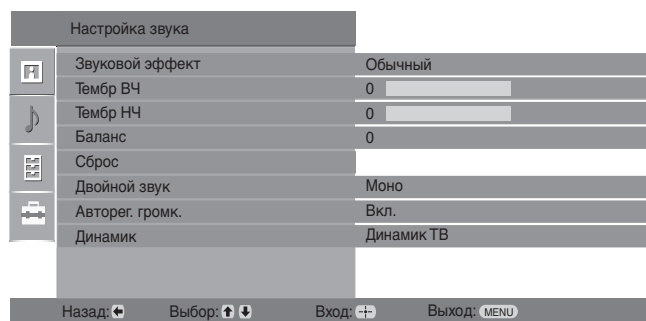 Настройка звука
Звуковой эффект Обычный
Тембр ВЧ 0
Тембр НЧ 0
Баланс 0
Сброс
Двойной звук Моно
Авторег. громк. Вкл.
Динамик Динамик ТВ
Назад: Выбор: Вход: Выход: MENU